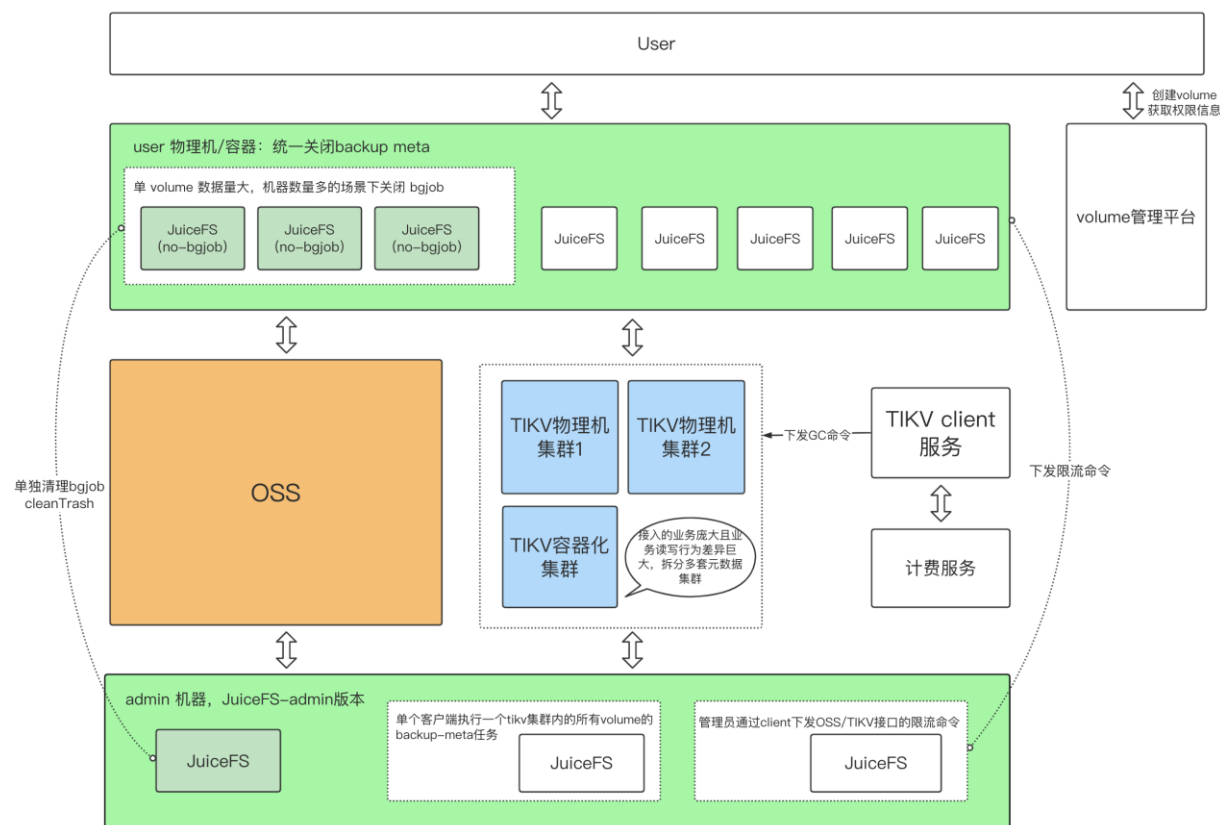 User
创建volume
获取权限信息
user 物理机/容器：统一关闭backup meta
单 volume 数据量大，机器数量多的场景下关闭 bgjob
JuiceFS
(no-bgjob)
JuiceFS
(no-bgjob)
JuiceFS
(no-bgjob)
JuiceFS
JuiceFS
JuiceFS
JuiceFS
JuiceFS
volume管理平台
OSS
TIKV物理机
集群1
TIKV物理机
集群2
TIKV容器化
集群
接入的业务庞大且业
务读写行为差异巨
大，拆分多套元数据
集群
下发GC命令
TIKV client
服务
计费服务
单独清理bgjob
cleanTrash
下发限流命令
admin 机器，JuiceFS-admin版本
JuiceFS
单个客户端执行一个tikv集群内的所有volume的
backup-meta任务
JuiceFS
管理员通过client下发OSS/TIKV接口的限流命令
JuiceFS